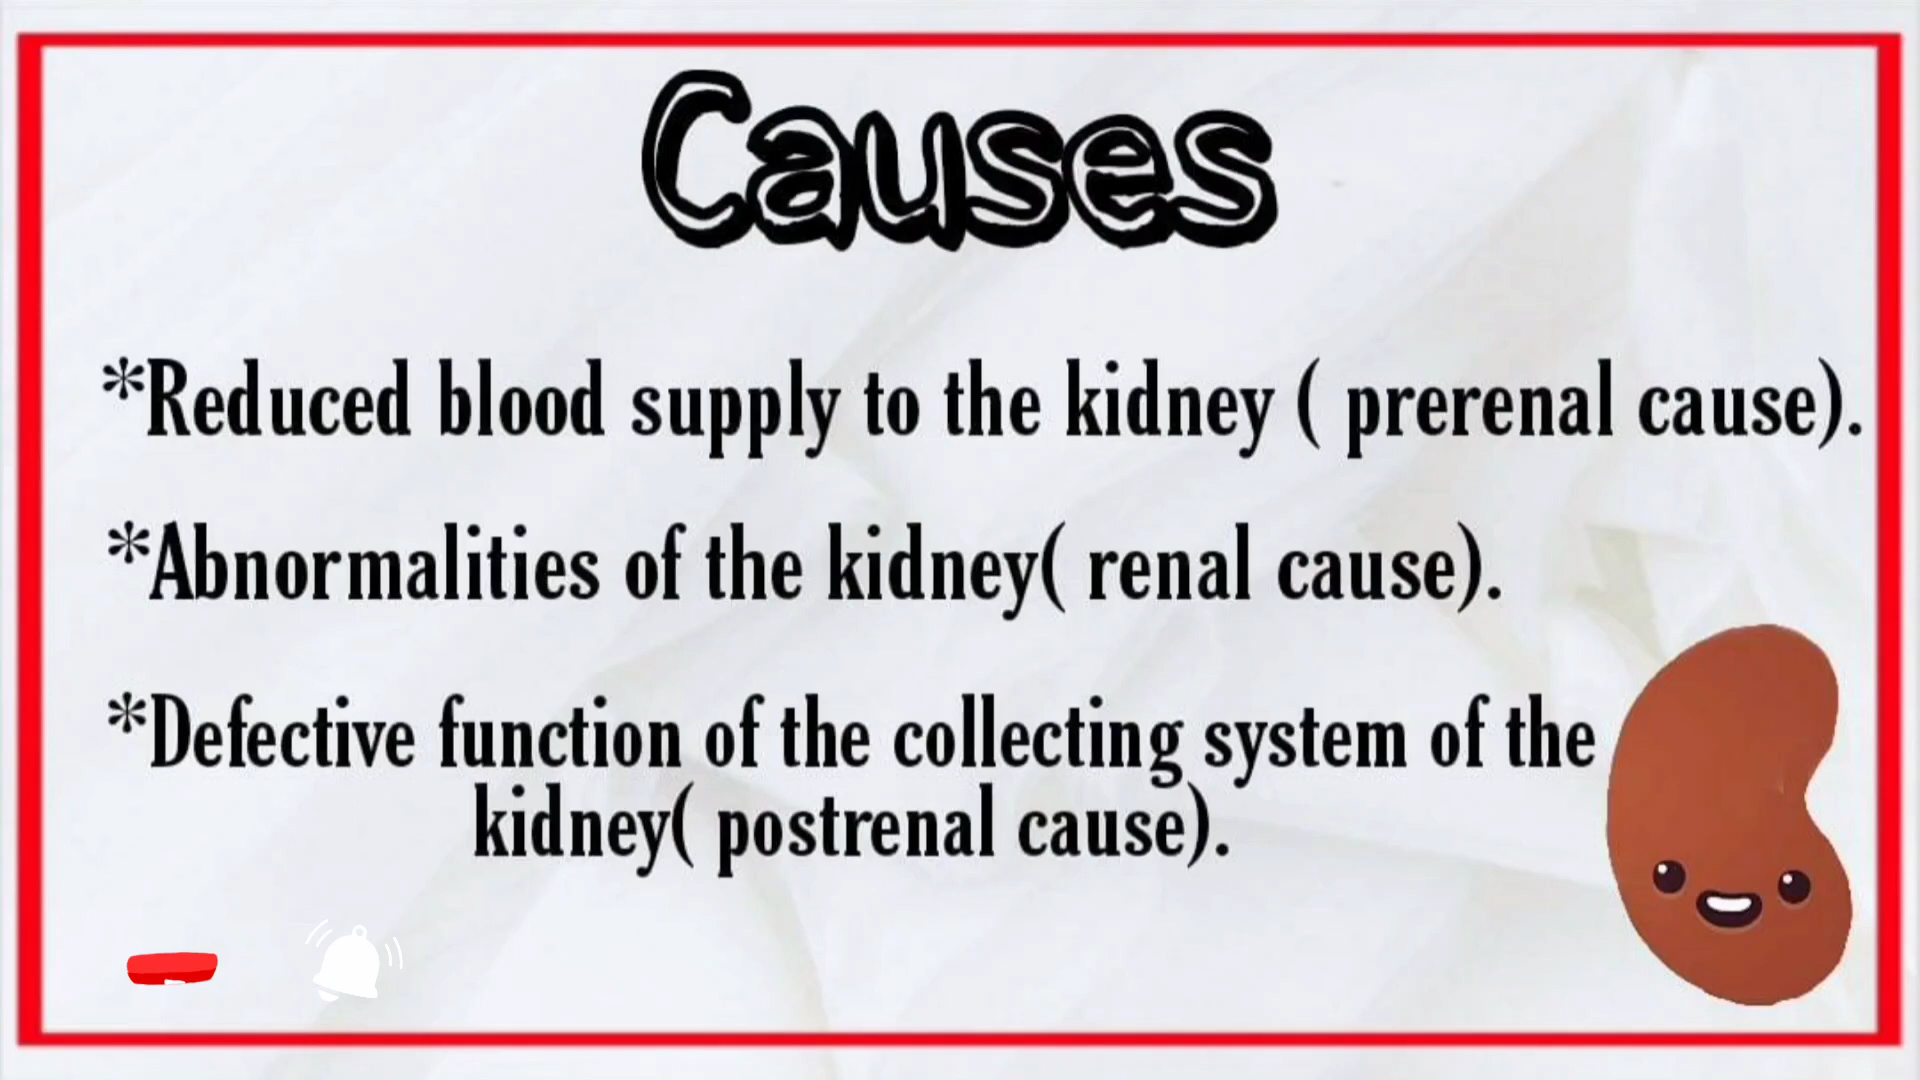 Causes
*Reduced blood supply to the kidney ( prerenal cause).
*Abnormalities of the kidney( renal cause).
*Defective function of the collecting system of the
kidney( postrenal cause).